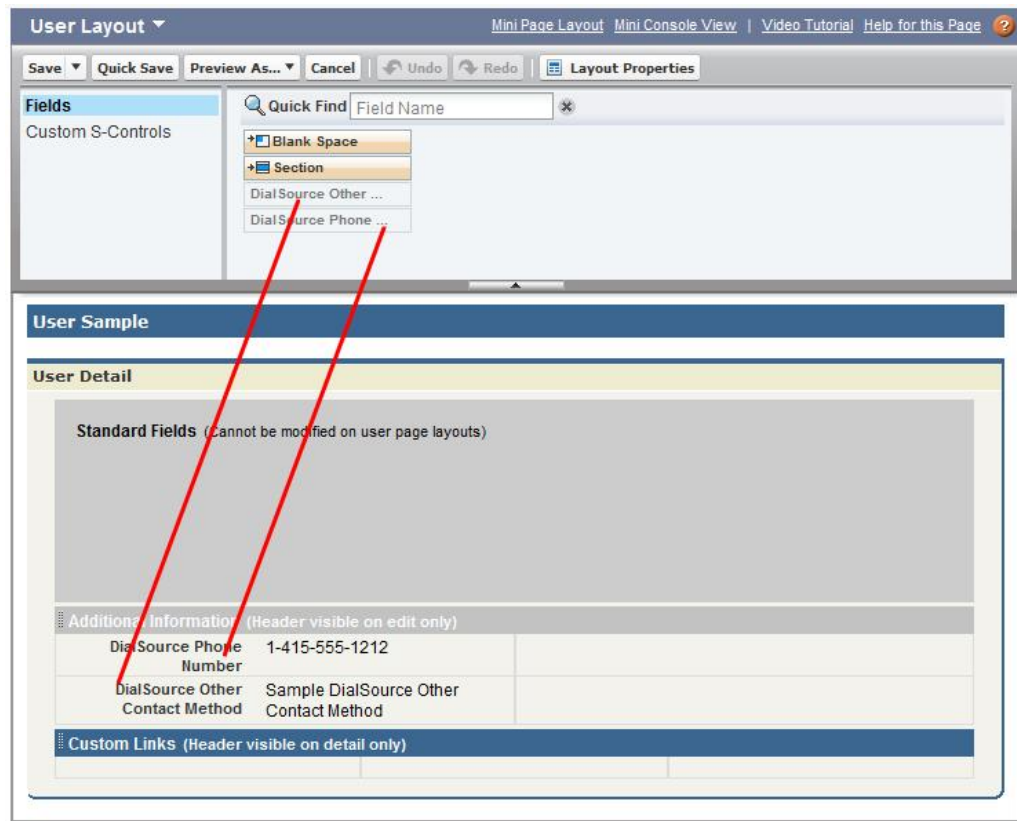 User Layout Mini Page Layout Mini Console View | Video Tutorial Help for this Page ?
Save Quick Save Preview As... Cancel Undo Redo Layout Properties
Fields
Custom S-Controls
Quick Find Field Name
Blank Space
Section
DialSource Other ...
DialSource Phone ...
User Sample
User Detail
Standard Fields (Cannot be modified on user page layouts)
Additional Information (Header visible on edit only)
DialSource Phone 1-415-555-1212
Number
DialSource Other Sample DialSource Other
Contact Method Contact Method
Custom Links (Header visible on detail only)